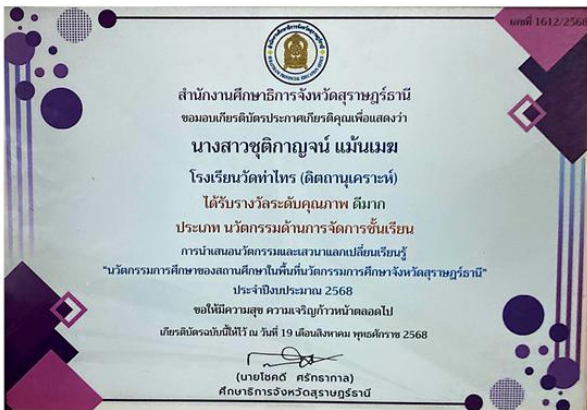 เลขที่ 1612/2568
สำนักงานศึกษาธิการจังหวัดสุราษฎร์ธานี
ขอมอบเกียรติบัตรประกาศเกียรติคุณเพื่อแสดงว่า
นางสาวชุติกาญจน์ แม้นเมฆ
โรงเรียนวัดท่าไทร (ดิตถานุเคราะห์)
ได้รับรางวัลระดับคุณภาพ ดีมาก
ประเภท นวัตกรรมด้านการจัดการชั้นเรียน
การนำเสนอนวัตกรรมและเสวนาแลกเปลี่ยนเรียนรู้
"นวัตกรรมการศึกษาของสถานศึกษาในพื้นที่นวัตกรรมการศึกษาจังหวัดสุราษฎร์ธานี"
ประจำปีงบประมาณ 2568
ขอให้มีความสุข ความเจริญก้าวหน้าตลอดไป
เกียรติบัตรฉบับนี้ให้ไว้ ณ วันที่ 19 เดือนสิงหาคม พุทธศักราช 2568
(นายโชคดี ศรัทธากาล)
ศึกษาธิการจังหวัดสุราษฎร์ธานี